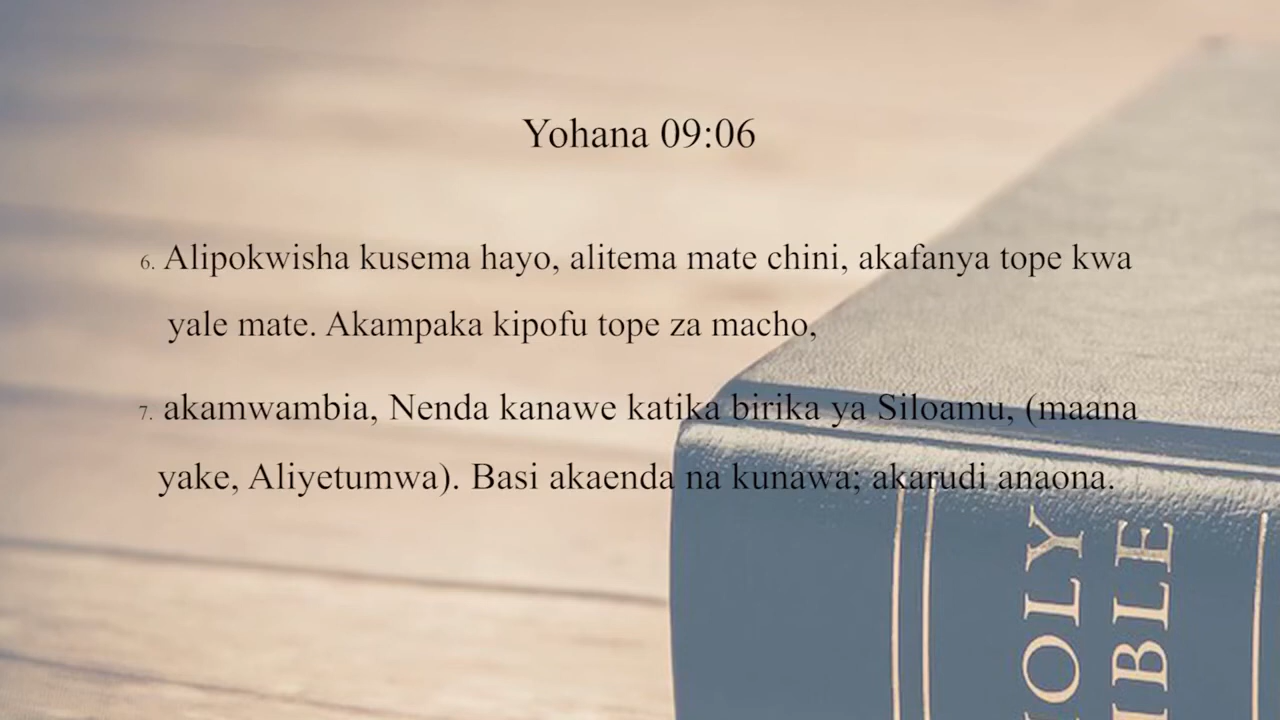 Yohana 09:06
6. Alipokwisha kusema hayo, alitema mate chini, akafanya tope kwa
yale mate. Akampaka kipofu tope za macho,
7. akamwambia, Nenda kanawe katika birika ya Siloamu, (maana
yake, Aliyetumwa). Basi akaenda na kunawa; akarudi anaona.
HOLY
BIBLE